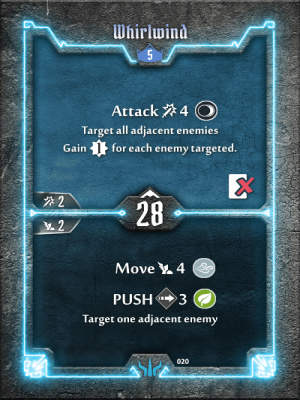 Whirlwind
5
Attack 4
Target all adjacent enemies
Gain 1 for each enemy targeted.
2
28
2
Move 4
PUSH 3
Target one adjacent enemy
020